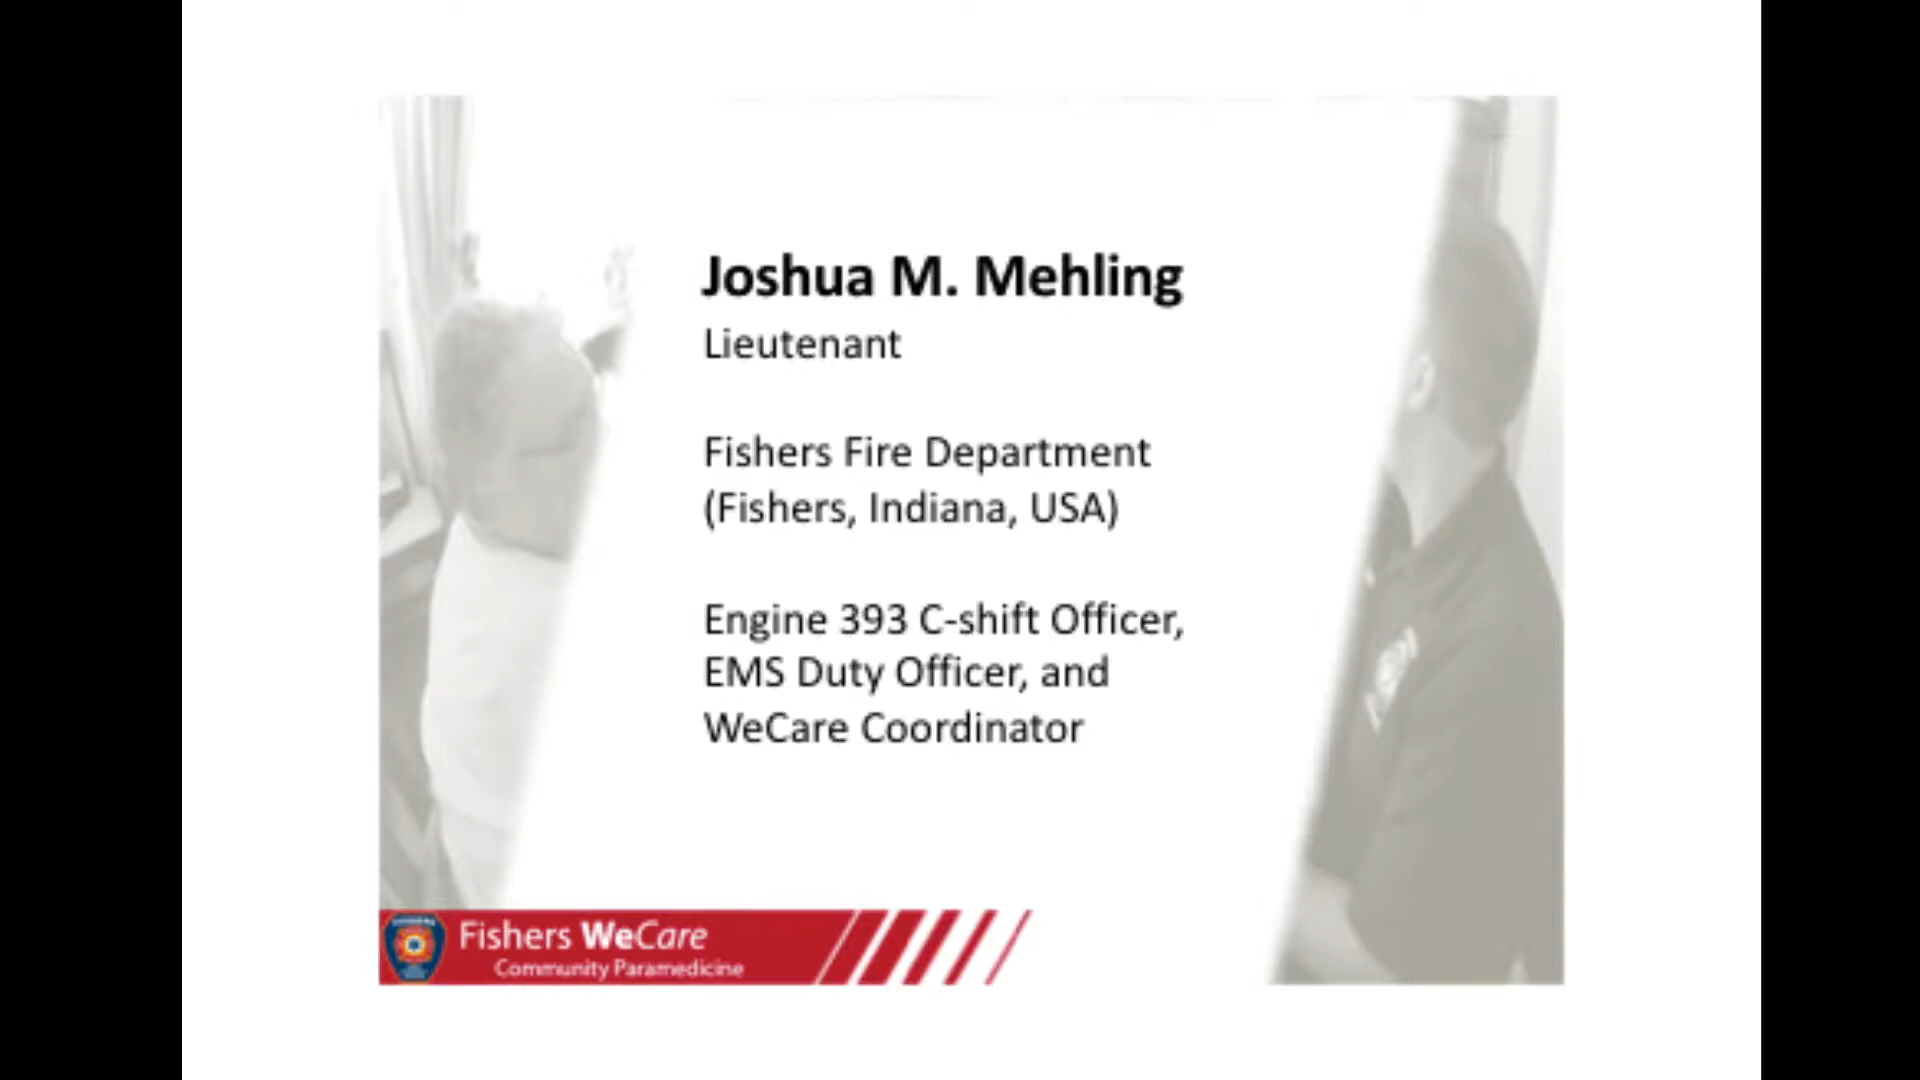 Joshua M. Mehling
Lieutenant
Fishers Fire Department
(Fishers, Indiana, USA)
Engine 393 C-shift Officer,
EMS Duty Officer, and
WeCare Coordinator
Fishers WeCare
Community Paramedicine